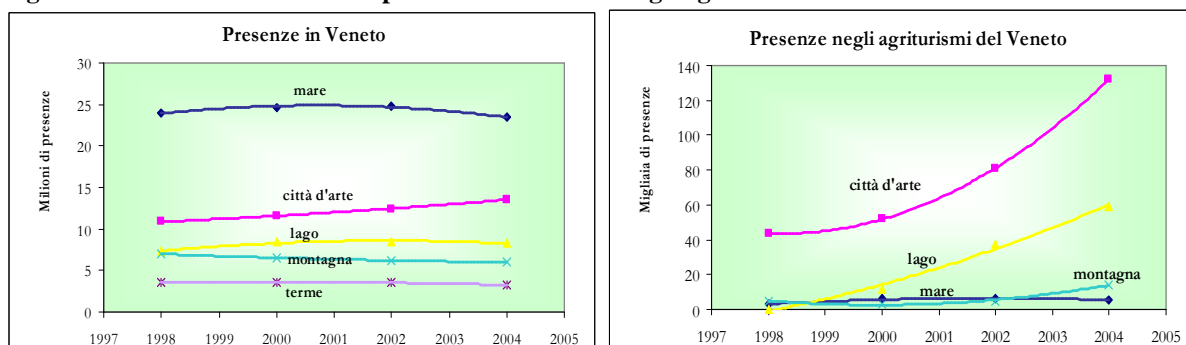 Presenze in Veneto
Milioni di presenze
30
25
20
15
10
5
0
mare
città d'arte
lago
montagna
terme
1997 1998 1999 2000 2001 2002 2003 2004 2005
Presenze negli agriturismi del Veneto
Migliaia di presenze
140
120
100
80
60
40
20
0
città d'arte
lago
montagna
mare
1997 1998 1999 2000 2001 2002 2003 2004 2005